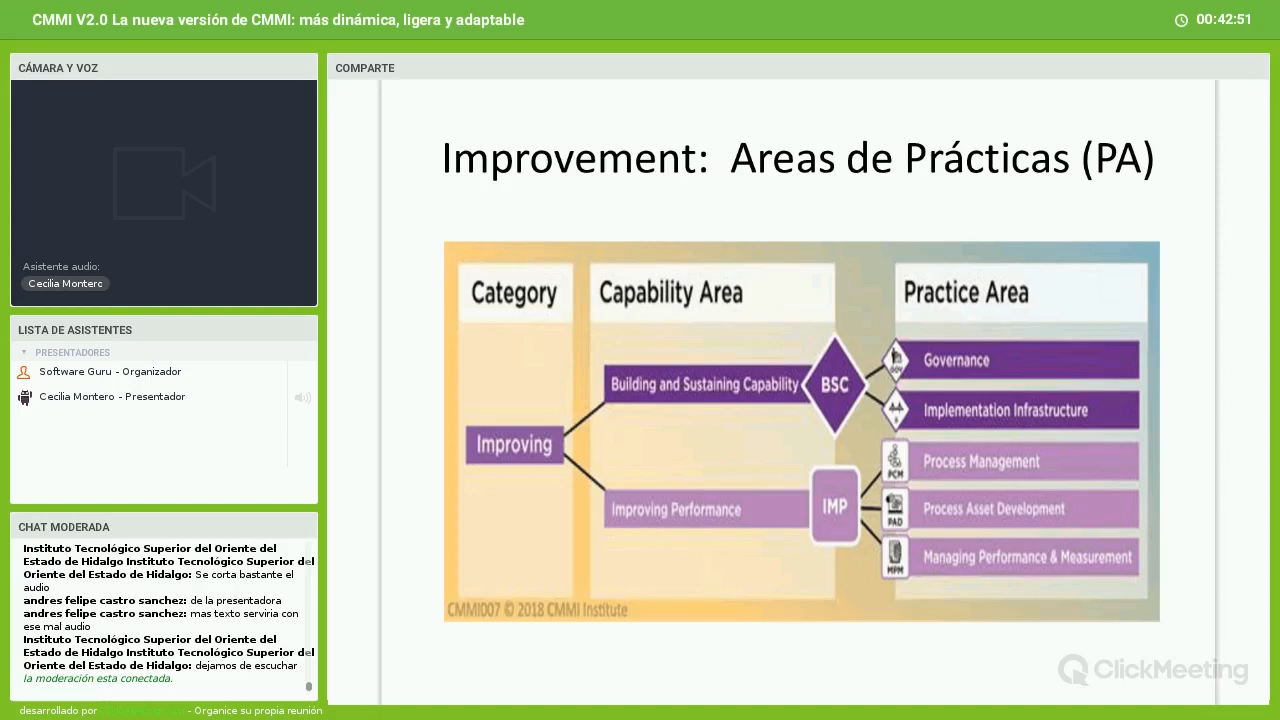 CMMI V2.0 La nueva versión de CMMI: más dinámica, ligera y adaptable
00:42:51
CÁMARA Y VOZ
Asistente audio:
Cecilia Montero
LISTA DE ASISTENTES
PRESENTADORES
Software Guru - Organizador
Cecilia Montero - Presentador
CHAT MODERADA
Instituto Tecnológico Superior del Oriente del
Estado de Hidalgo Instituto Tecnológico Superior del
Oriente del Estado de Hidalgo: Se corta bastante el
audio
andres felipe castro sanchez: de la presentadora
andres felipe castro sanchez: mas texto serviria con
ese mal audio
Instituto Tecnológico Superior del Oriente del
Estado de Hidalgo Instituto Tecnológico Superior del
Oriente del Estado de Hidalgo: dejamos de escuchar
la moderación esta conectada.
desarrollado por - Organice su propia reunión
COMPARTE
Improvement: Areas de Prácticas (PA)
Category
Capability Area
Practice Area
Improving
Building and Sustaining Capability
BSC
GOV
Governance
II
Implementation Infrastructure
Improving Performance
IMP
PCM
Process Management
PAD
Process Asset Development
MPM
Managing Performance & Measurement
CMMI007 © 2018 CMMI Institute
ClickMeeting